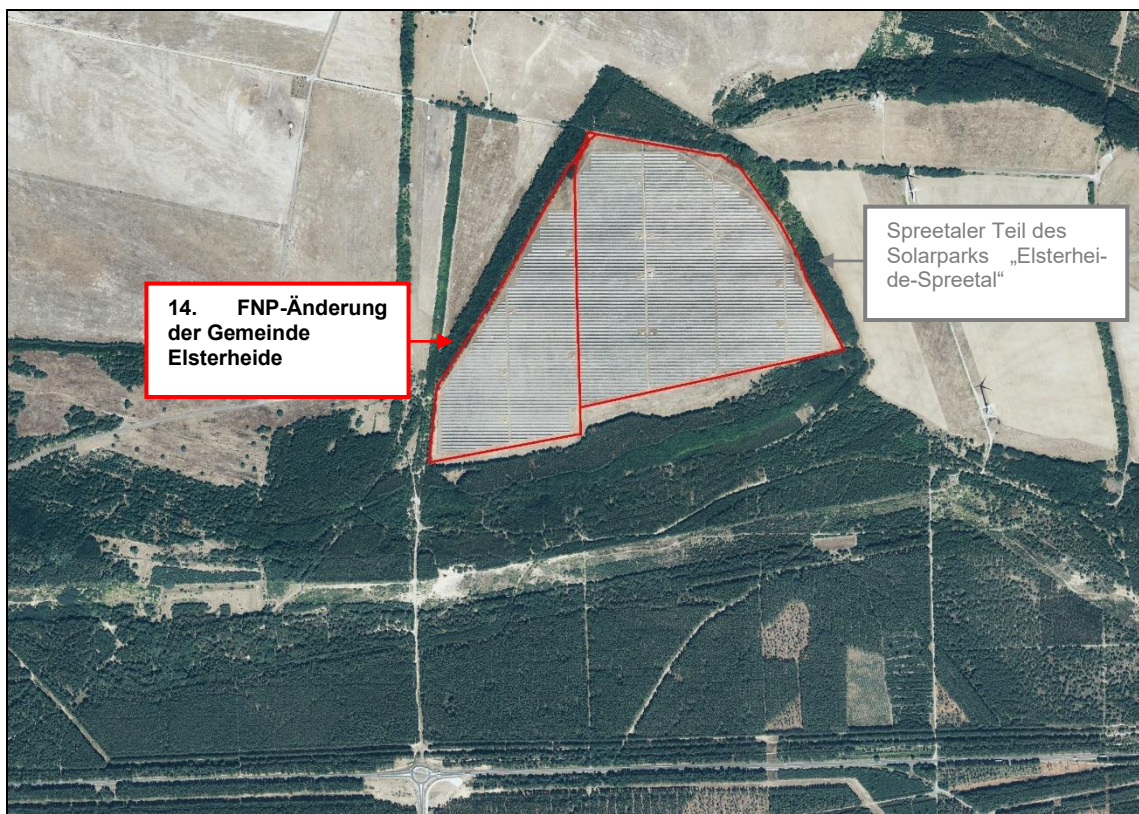 14. FNP-Änderung
der Gemeinde
Elsterheide
Spreetaler Teil des
Solarparks „Elsterhei-
de-Spreetal“